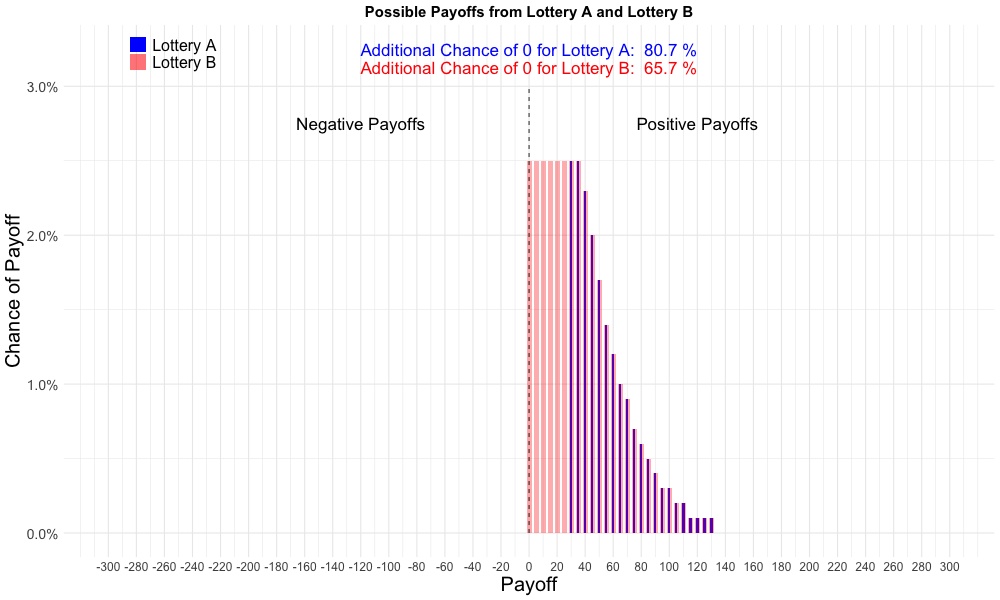 Possible Payoffs from Lottery A and Lottery B
Lottery A
Lottery B
Additional Chance of 0 for Lottery A: 80.7 %
Additional Chance of 0 for Lottery B: 65.7 %
3.0%
Negative Payoffs
Positive Payoffs
2.0%
1.0%
0.0%
Chance of Payoff
-300 -280 -260 -240 -220 -200 -180 -160 -140 -120 -100 -80 -60 -40 -20 0 20 40 60 80 100 120 140 160 180 200 220 240 260 280 300
Payoff